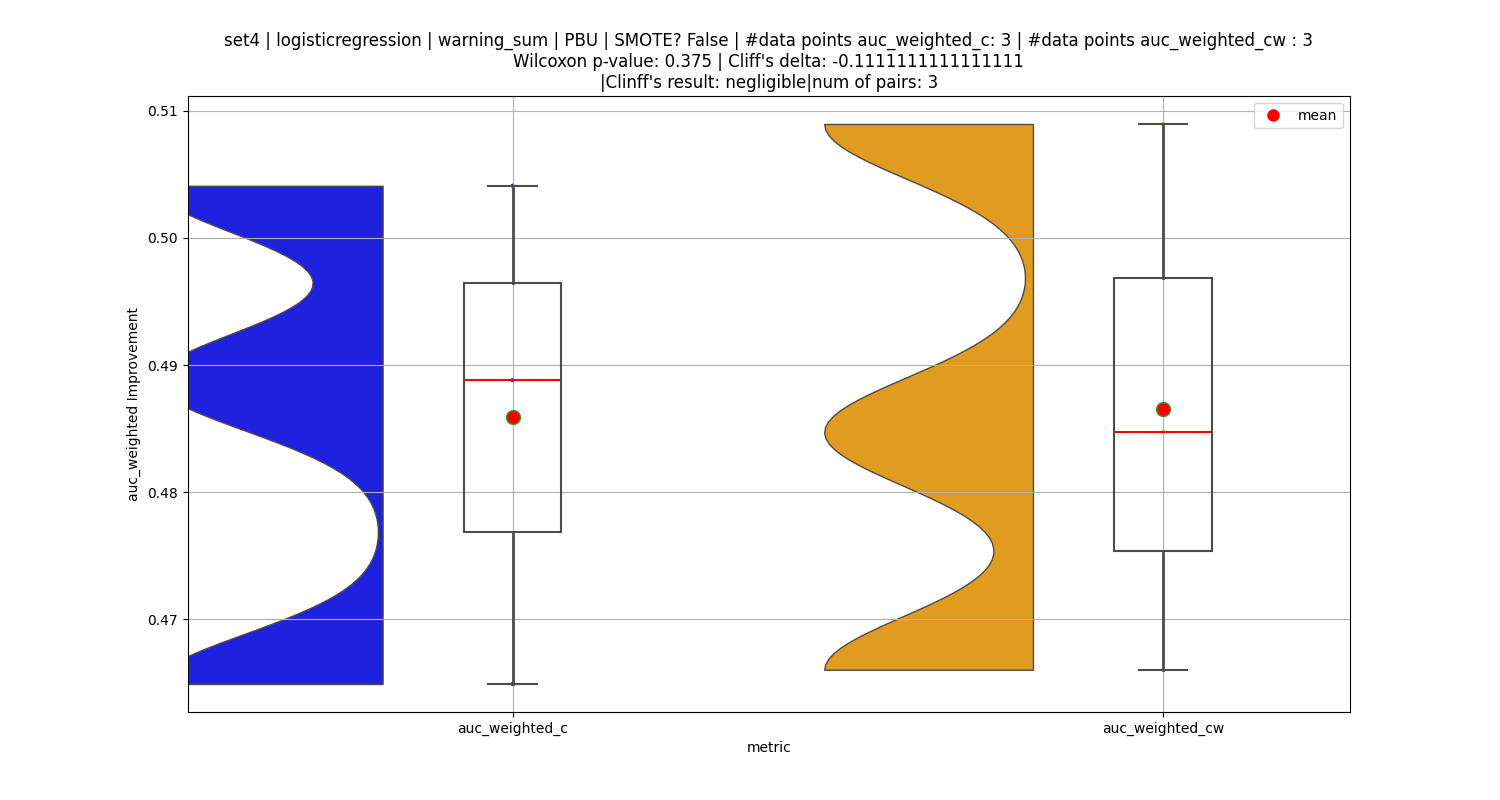 set4 | logisticregression | warning_sum | PBU | SMOTE? False | #data points auc_weighted_c: 3 | #data points auc_weighted_cw : 3
Wilcoxon p-value: 0.375 | Cliff's delta: -0.1111111111111111
|Clinff's result: negligible|num of pairs: 3
mean
0.51
0.50
0.49
0.48
0.47
auc_weighted Improvement
auc_weighted_c
auc_weighted_cw
metric